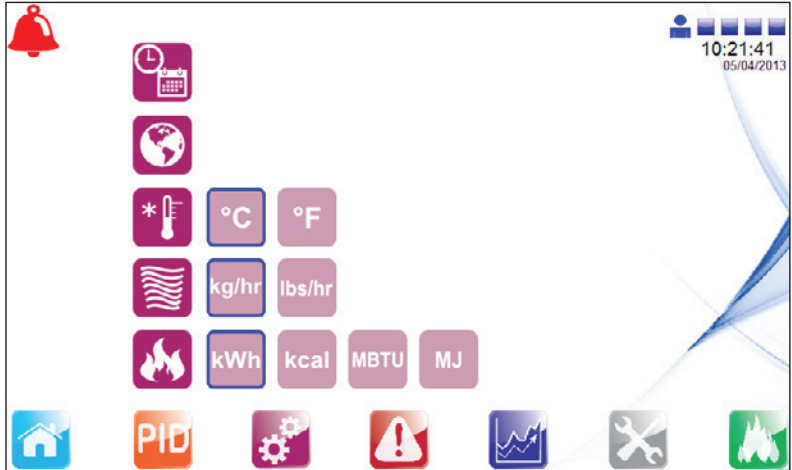 10:21:41
05/04/2013
°C °F
kg/hr lbs/hr
kWh kcal MBTU MJ
PID